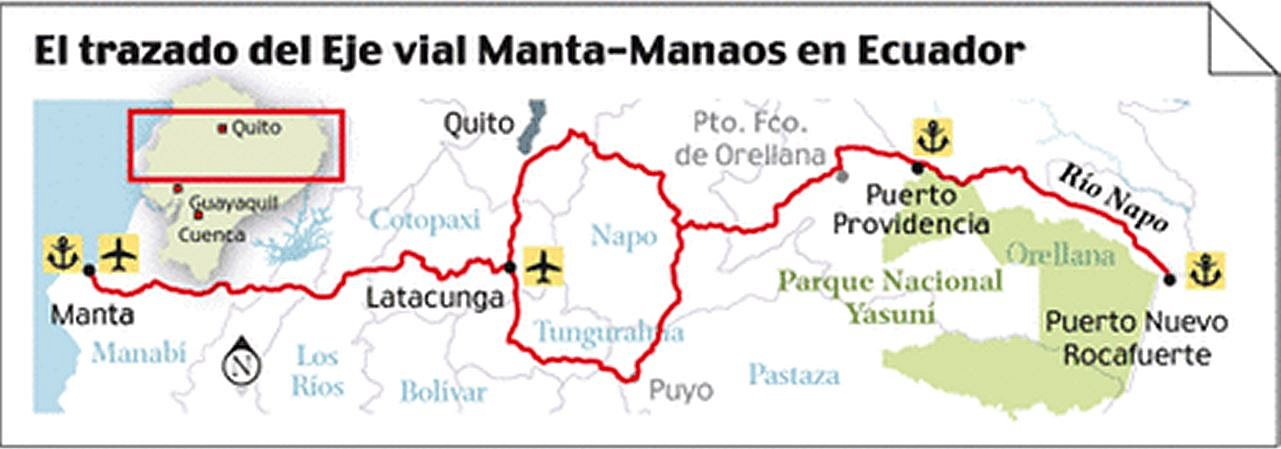 El trazado del Eje vial Manta-Manaos en Ecuador
Quito
Guayaquil
Cuenca
Quito
Pto. Fco.
de Orellana
Puerto
Providencia
Río Napo
Cotopaxi
Napo
Orellana
Manta
Latacunga
Parque Nacional
Yasuní
Puerto Nuevo
Rocafuerte
Manabí
N
Los
Ríos
Bolívar
Tungurahua
Puyo
Pastaza